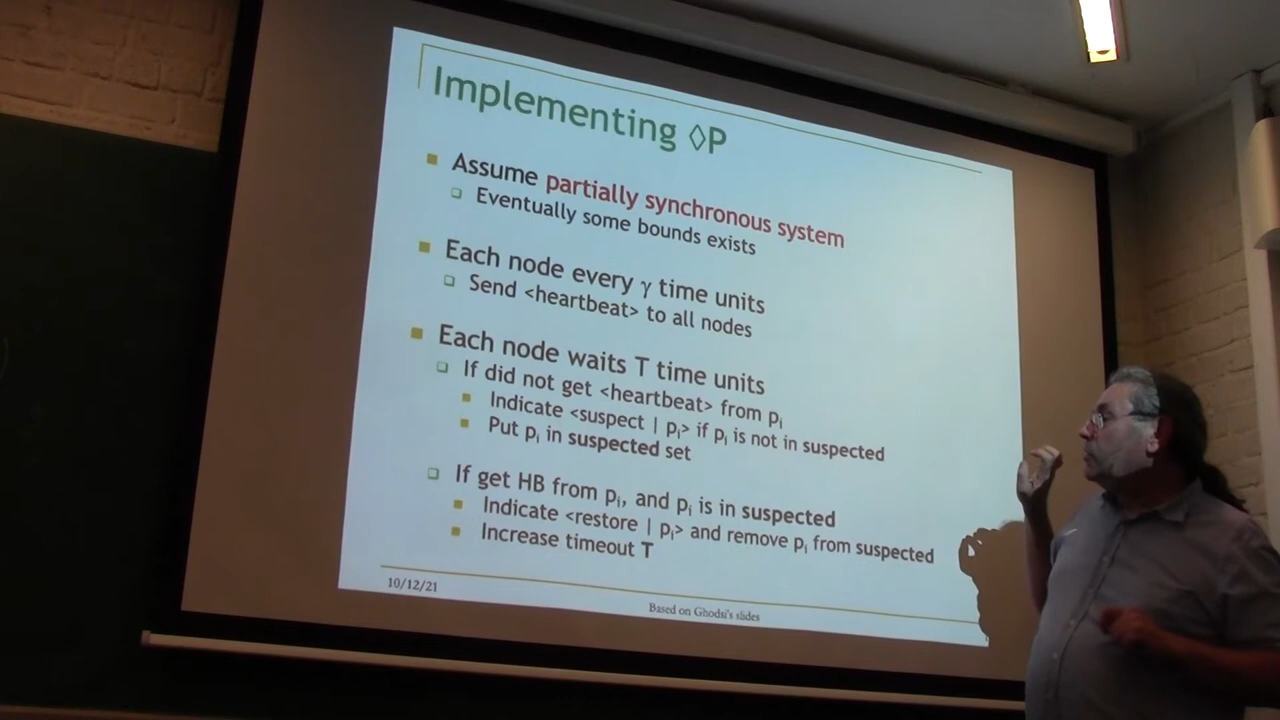 Implementing ◊P
Assume partially synchronous system
Eventually some bounds exists
Each node every γ time units
Send <heartbeat> to all nodes
Each node waits T time units
If did not get <heartbeat> from pi
Indicate <suspect | pi> if pi is not in suspected
Put pi in suspected set
If get HB from pi, and pi is in suspected
Indicate <restore | pi> and remove pi from suspected
Increase timeout T
10/12/21
Based on Ghodsi's slides